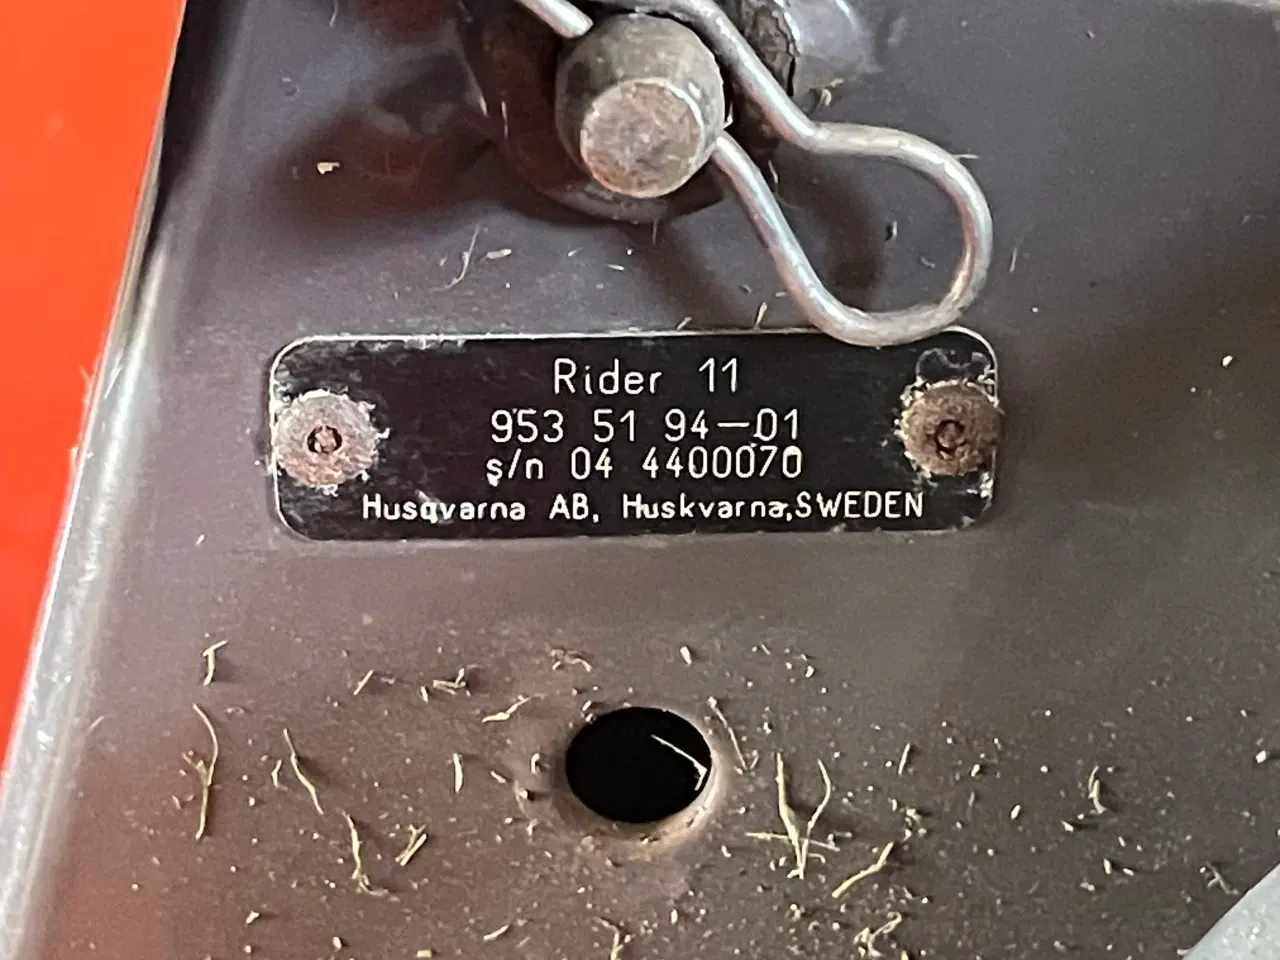 Rider 11
953 51 94-01
s/n 04 4400070
Husqvarna AB, Huskvarna, SWEDEN